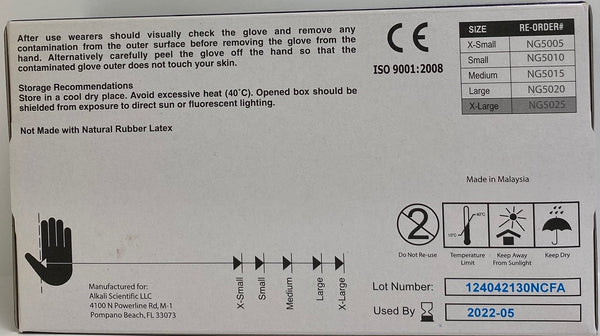 After use wearers should visually check the glove and remove any
contamination from the outer surface before removing the glove from the
hand. Alternatively carefully peel the glove off the hand so that the
contaminated glove outer does not touch your skin.
Storage Recommendations
Store in a cool dry place. Avoid excessive heat (40°C). Opened box should be
shielded from exposure to direct sun or fluorescent lighting.
Not Made with Natural Rubber Latex
CE
ISO 9001:2008
SIZE RE-ORDER#
X-Small NG5005
Small NG5010
Medium NG5015
Large NG5020
X-Large NG5025
Made in Malaysia
2
40°C
10°C
Do Not Re-use
Temperature
Limit
Keep Away
From Sunlight
Keep Dry
X-Small
Small
Medium
Large
X-Large
Manufactured for:
Alkali Scientific LLC
4100 N Powerline Rd, M-1
Pompano Beach, FL 33073
Lot Number: 124042130NCFA
Used By 2022-05